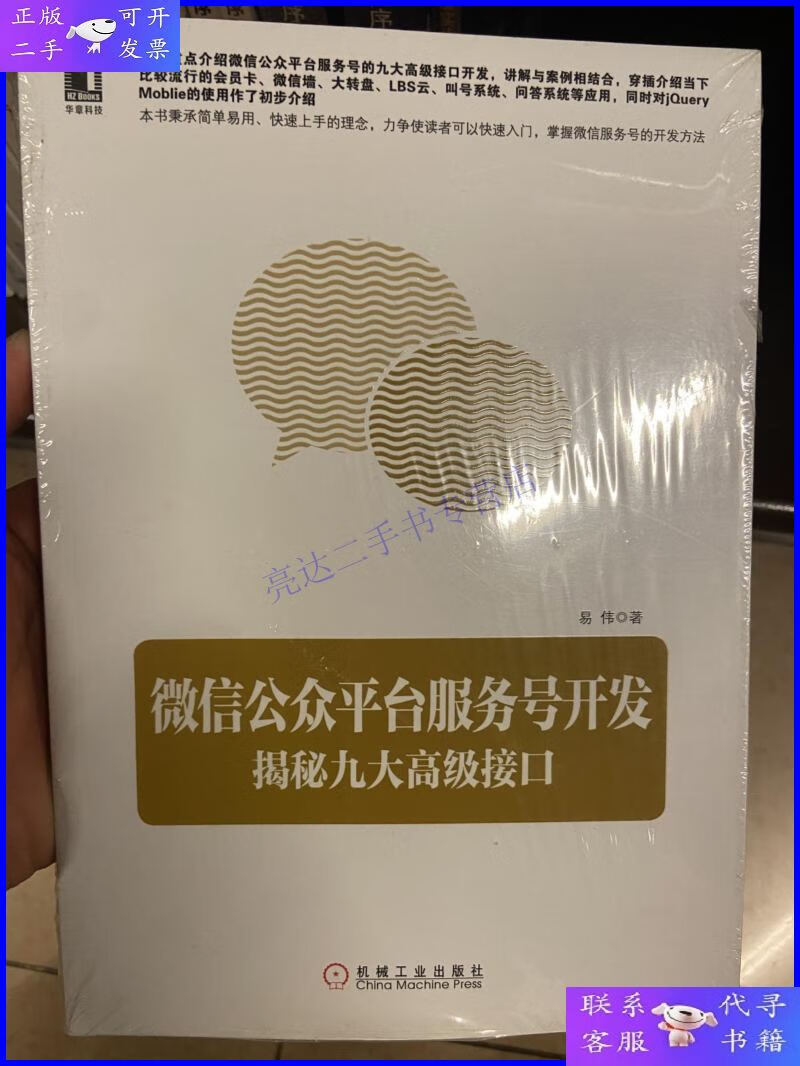 正版 可开
二手 发票
点介绍微信公众平台服务号的九大高级接口开发，讲解与案例相结合，穿插介绍当下
比较流行的会员卡、微信墙、大转盘、LBS云、叫号系统、问答系统等应用，同时对jQuery
Moblie的使用作了初步介绍
HZ BOOKS
华章科技
本书秉承简单易用、快速上手的理念，力争使读者可以快速入门，掌握微信服务号的开发方法
亮达二手书专营店
易 伟◎著
微信公众平台服务号开发
揭秘九大高级接口
机械工业出版社
China Machine Press
联系 代寻
客服 书籍